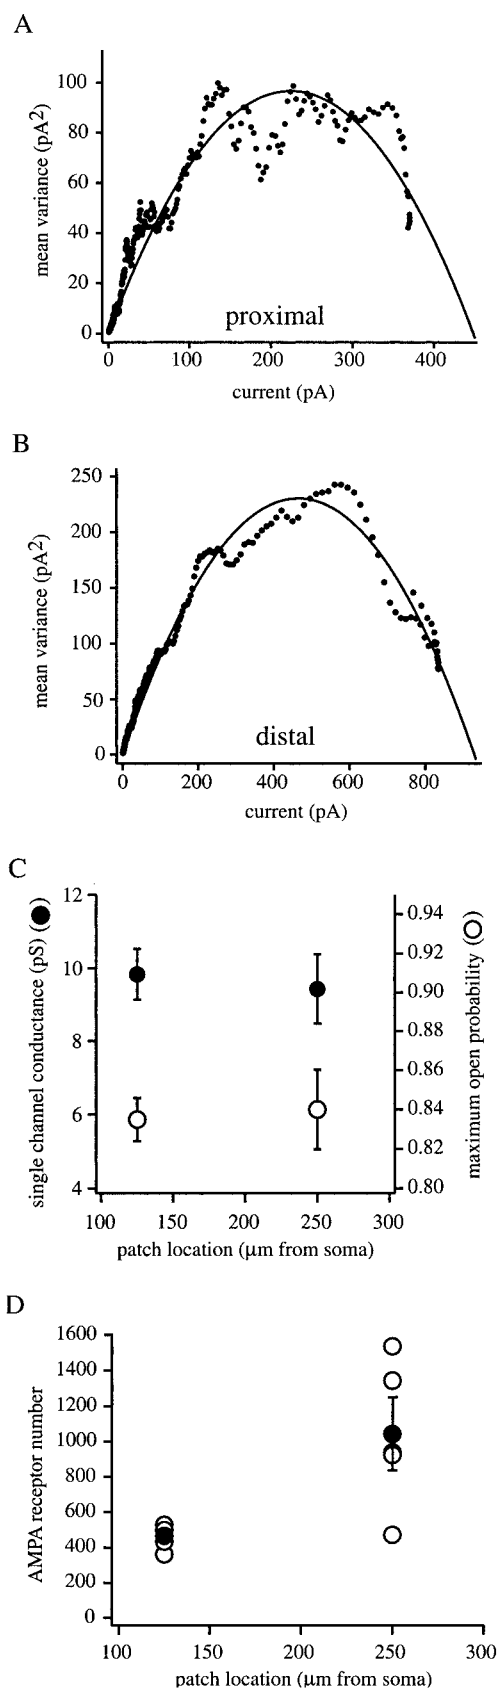 A
mean variance (pA2)
100
80
60
40
20
0
proximal
0 100 200 300 400
current (pA)
B
mean variance (pA2)
250
200
150
100
50
0
distal
0 200 400 600 800
current (pA)
C
single channel conductance (pS) ( )
12
10
8
6
4
0.94
0.92
0.90
0.88
0.86
0.84
0.82
0.80
maximum open probability ( )
100 150 200 250 300
patch location (μm from soma)
D
AMPA receptor number
1600
1400
1200
1000
800
600
400
200
0
100 150 200 250 300
patch location (μm from soma)